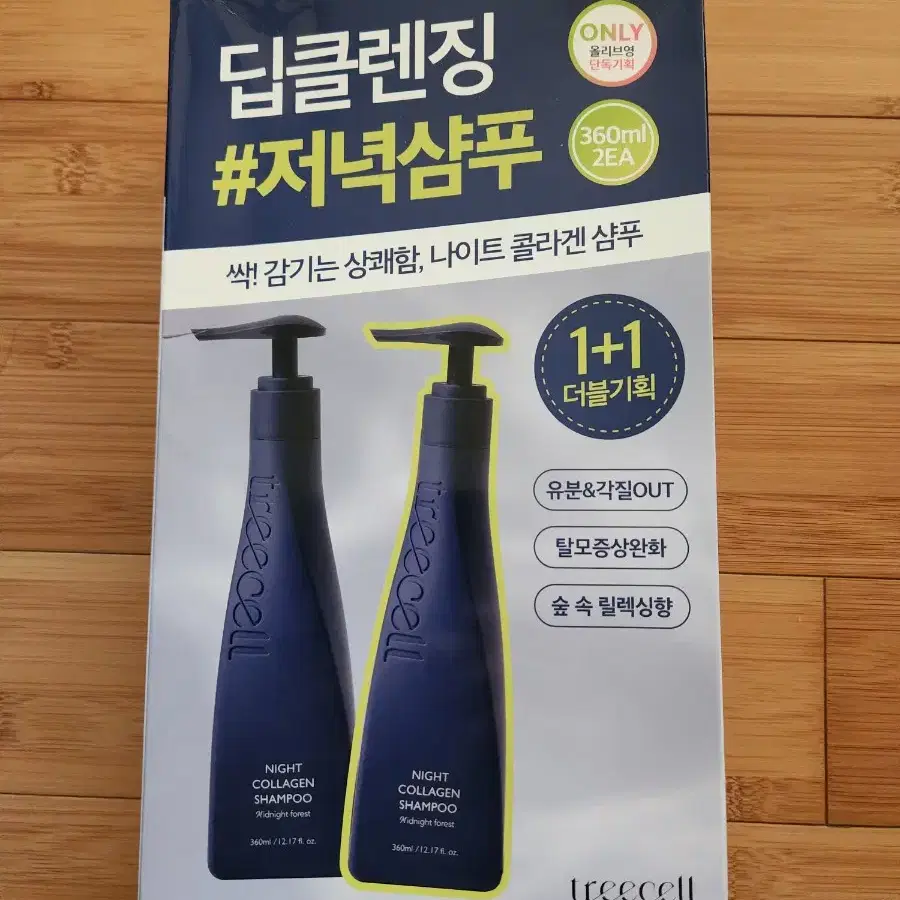 딥클렌징
#저녁샴푸
ONLY
올리브영
단독기획
360ml
2EA
싹! 감기는 상쾌함, 나이트 콜라겐 샴푸
1+1
더블기획
유분&각질OUT
탈모증상완화
숲 속 릴렉싱향
treecell
NIGHT
COLLAGEN
SHAMPOO
Midnight forest
360ml / 12.17 fl. oz.
treecell
NIGHT
COLLAGEN
SHAMPOO
Midnight forest
360ml / 12.17 fl. oz.
treecell